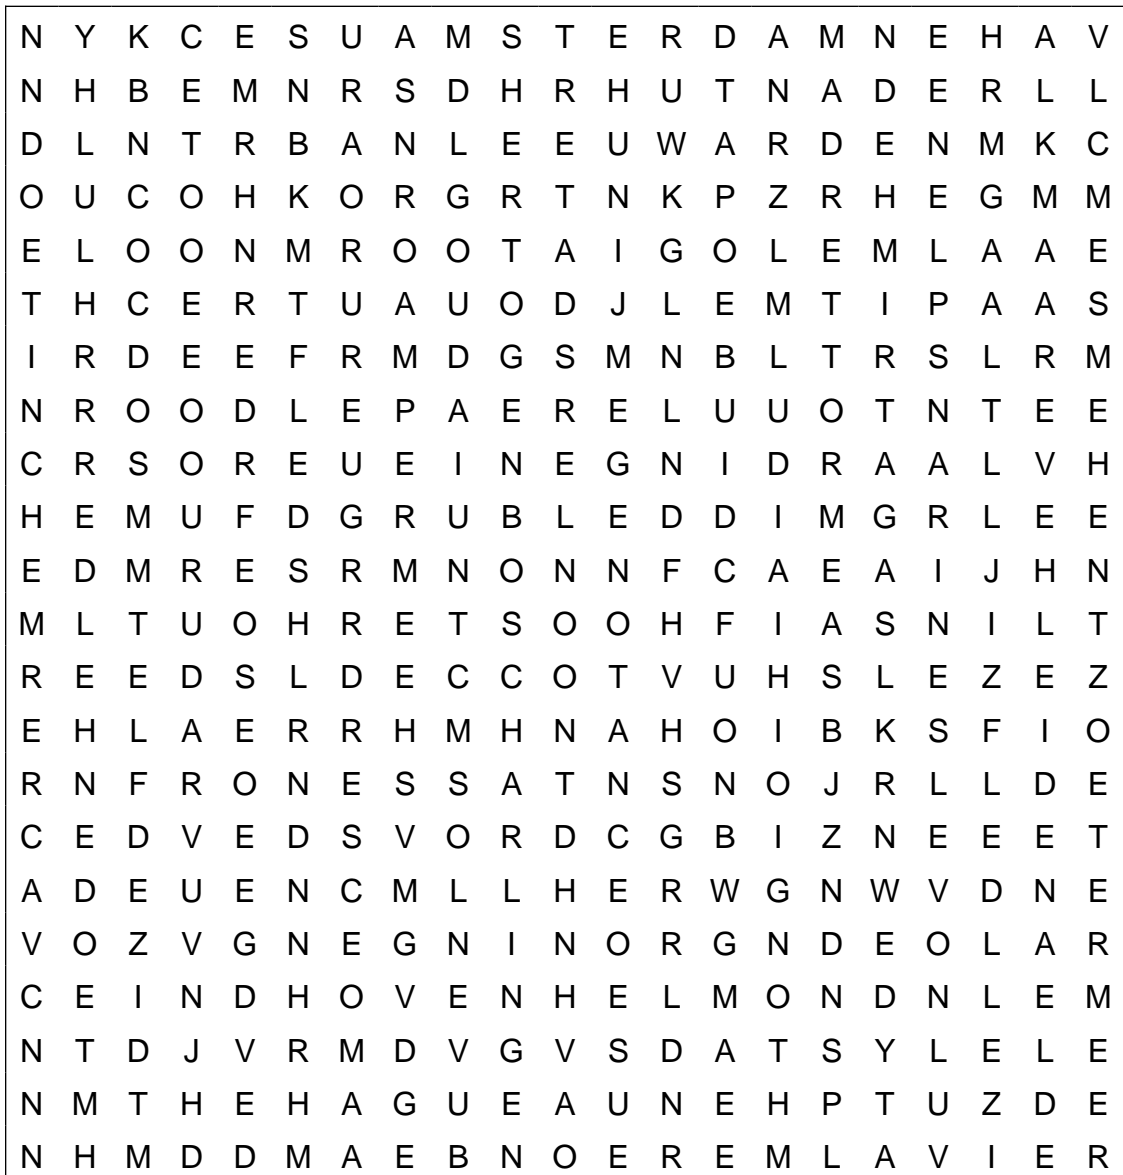 N Y K C E S U A M S T E R D A M N E H A V
N H B E M N R S D H R H U T N A D E R L L
D L N T R B A N L E E U W A R D E N M K C
O U C O H K O R G R T N K P Z R H E G M M
E L O O N M R O O T A I G O L E M L A A E
T H C E R T U A U O D J L E M T I P A A S
I R D E E F R M D G S M N B L T R S L R M
N R O O D L E P A E R E L U U O T N T E E
C R S O R E U E I N E G N I D R A A L V H
H E M U F D G R U B L E D D I M G R L E E
E D M R E S R M N O N N F C A E A I J H N
M L T U O H R E T S O O H F I A S N I L T
R E E D S L D E C C O T V U H S L E Z E Z
E H L A E R R H M H N A H O I B K S F I O
R N F R O N E S S A T N S N O J R L L D E
C E D V E D S V O R D C G B I Z N E E E T
A D E U E N C M L L H E R W G N W V D N E
V O Z V G N E G N I N O R G N D E O L A R
C E I N D H O V E N H E L M O N D N L E M
N T D J V R M D V G V S D A T S Y L E L E
N M T H E H A G U E A U N E H P T U Z D E
N H M D D M A E B N O E R E M L A V I E R